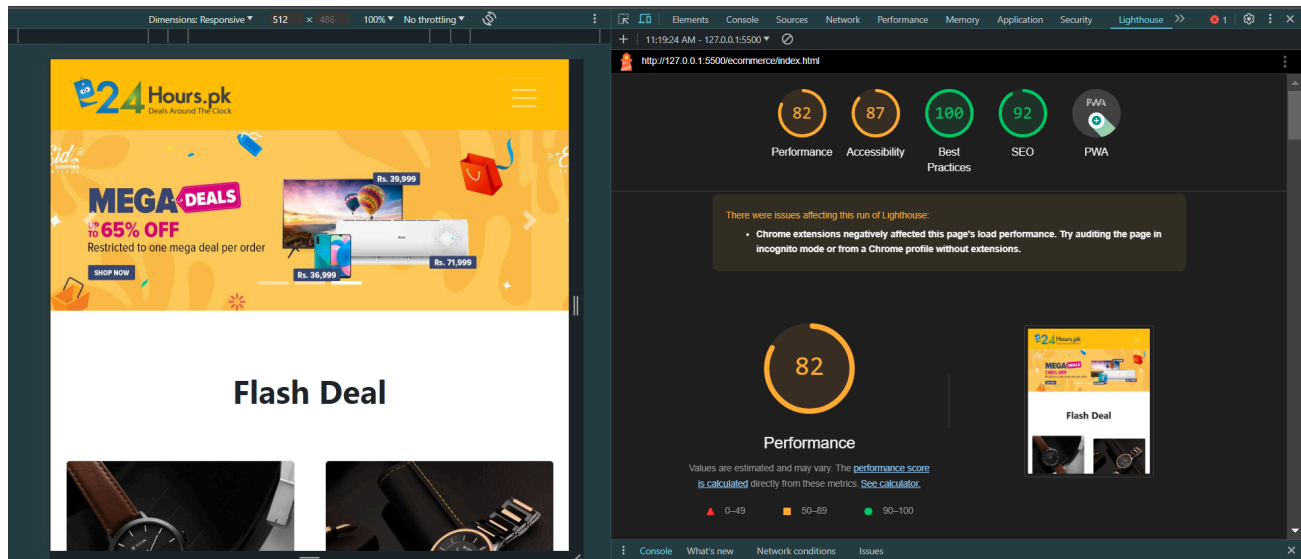 Dimensions: Responsive ▼ 512 × 486 100% ▼ No throttling ▼
Elements Console Sources Network Performance Memory Application Security Lighthouse 1
11:19:24 AM - 127.0.0.1:5500 ▼
http://127.0.0.1:5500/ecommerce/index.html
24 Hours.pk
Deals Around The Clock
MEGA DEALS
UP TO 65% OFF
Restricted to one mega deal per order
SHOP NOW
Rs. 39,999
Rs. 36,999
Rs. 71,999
Flash Deal
82 87 100 92 PWA
Performance Accessibility Best Practices SEO PWA
There were issues affecting this run of Lighthouse:
• Chrome extensions negatively affected this page's load performance. Try auditing the page in
incognito mode or from a Chrome profile without extensions.
82
Performance
Values are estimated and may vary. The performance score
is calculated directly from these metrics. See calculator.
0–49 50–89 90–100
24 Hours.pk
MEGA DEALS
Flash Deal
Console What's new Network conditions Issues